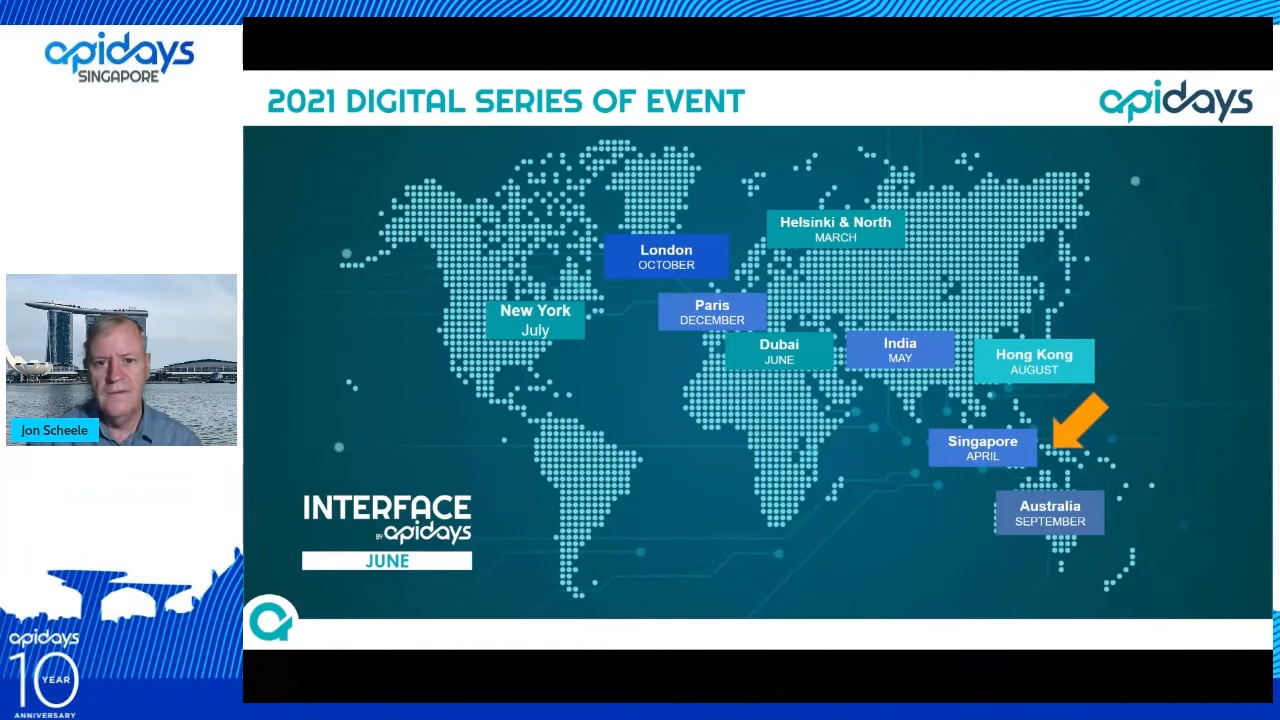 apidays
SINGAPORE
Jon Scheele
apidays
10
YEAR
ANNIVERSARY
2021 DIGITAL SERIES OF EVENT
apidays
Helsinki & North
MARCH
London
OCTOBER
Paris
DECEMBER
New York
July
Dubai
JUNE
India
MAY
Hong Kong
AUGUST
Singapore
APRIL
Australia
SEPTEMBER
INTERFACE
BY apidays
JUNE